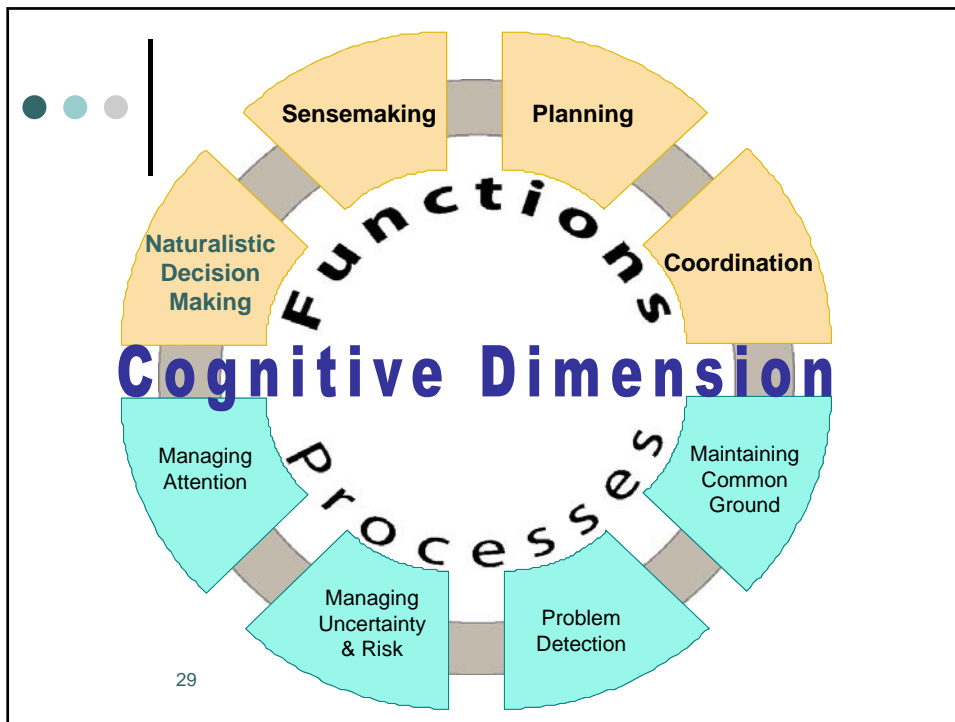 Sensemaking
Planning
Naturalistic
Decision
Making
Coordination
Functions
Cognitive Dimension
Processes
Managing
Attention
Maintaining
Common
Ground
Managing
Uncertainty
& Risk
Problem
Detection
29